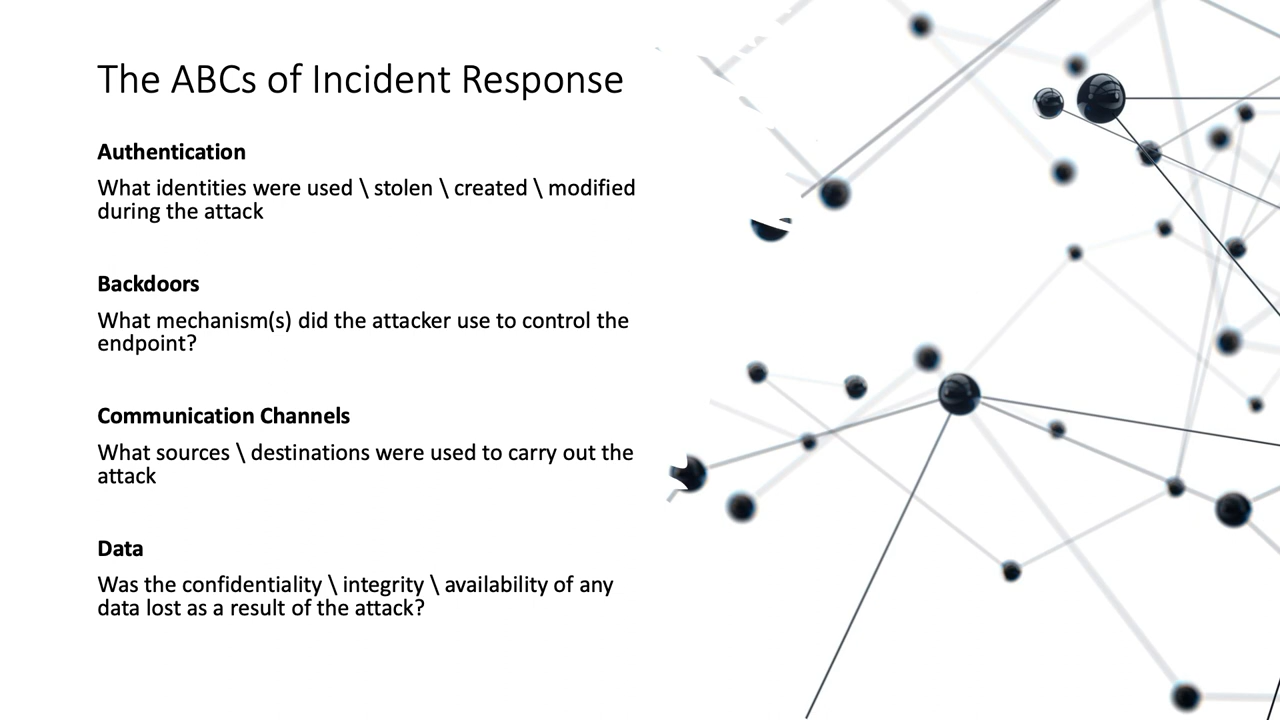 The ABCs of Incident Response
Authentication
What identities were used \ stolen \ created \ modified
during the attack
Backdoors
What mechanism(s) did the attacker use to control the
endpoint?
Communication Channels
What sources \ destinations were used to carry out the
attack
Data
Was the confidentiality \ integrity \ availability of any
data lost as a result of the attack?